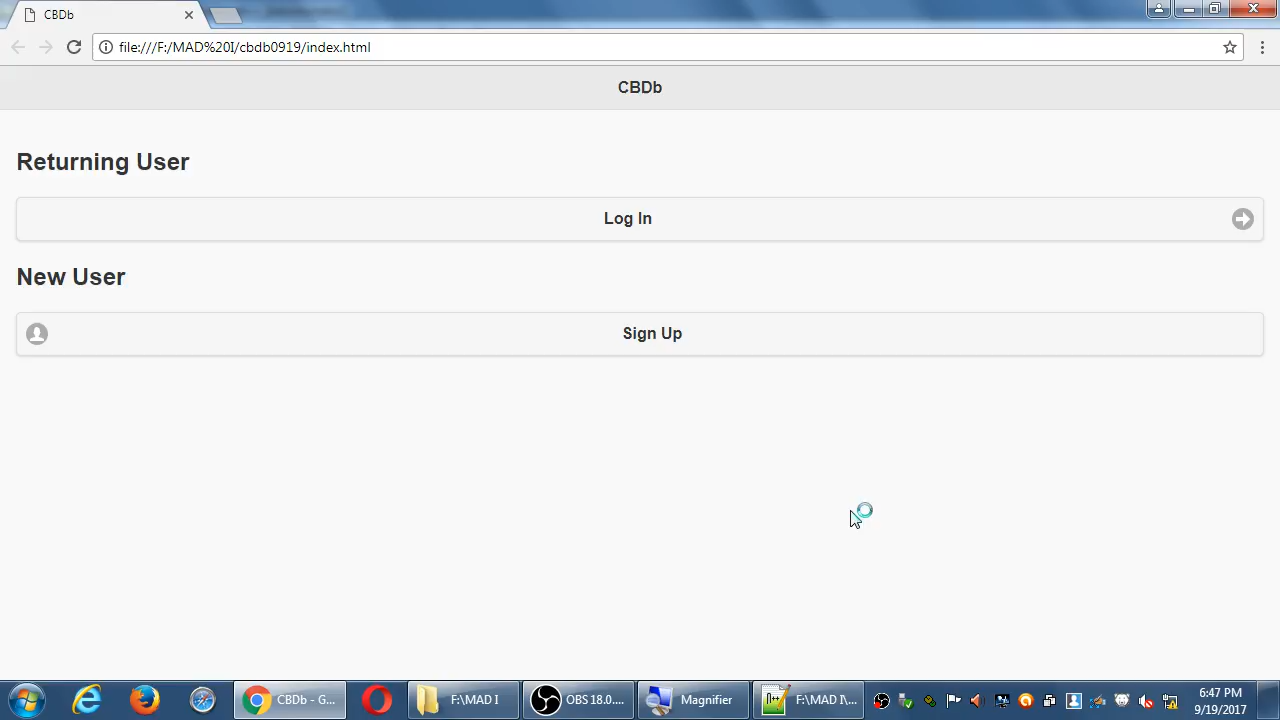 CBDb
file:///F:/MAD%20I/cbdb0919/index.html
CBDb
Returning User
Log In
New User
Sign Up
CBDb - G...
F:\MAD I
OBS 18.0....
Magnifier
F:\MAD I\...
6:47 PM
9/19/2017